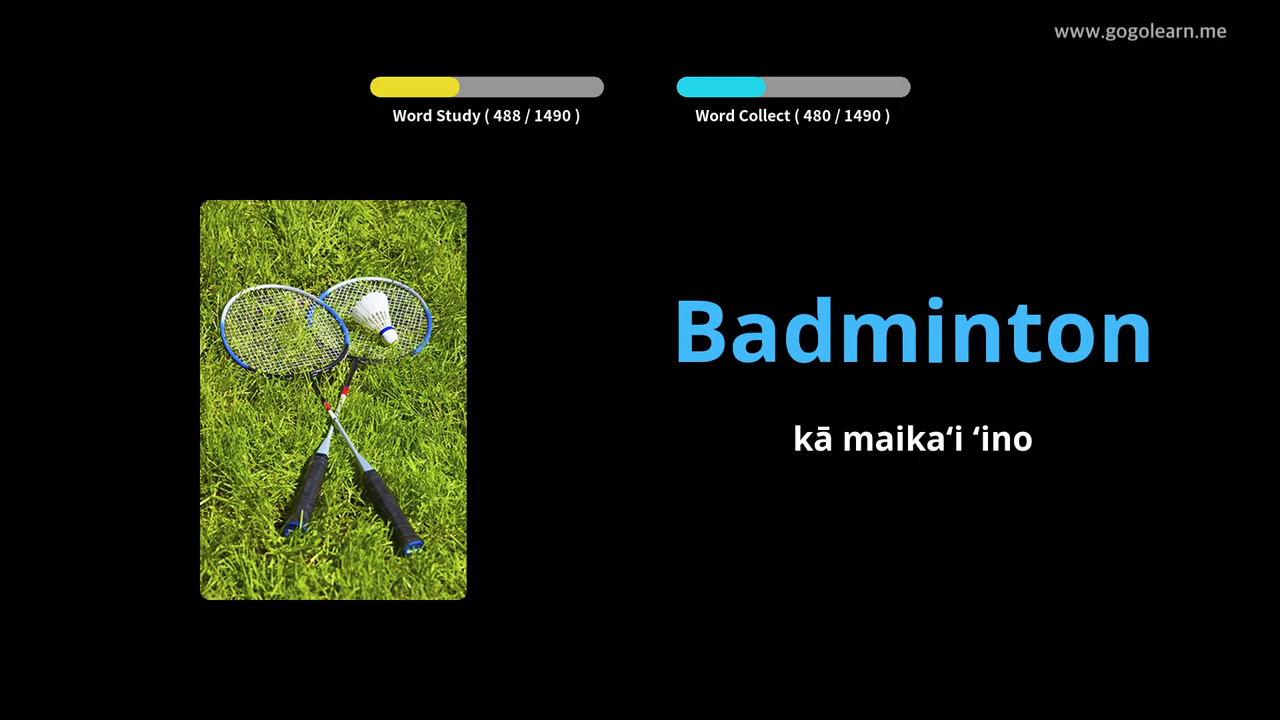 www.gogolearn.me
Word Study ( 488 / 1490 )
Word Collect ( 480 / 1490 )
Badminton
kā maikaʻi ʻino